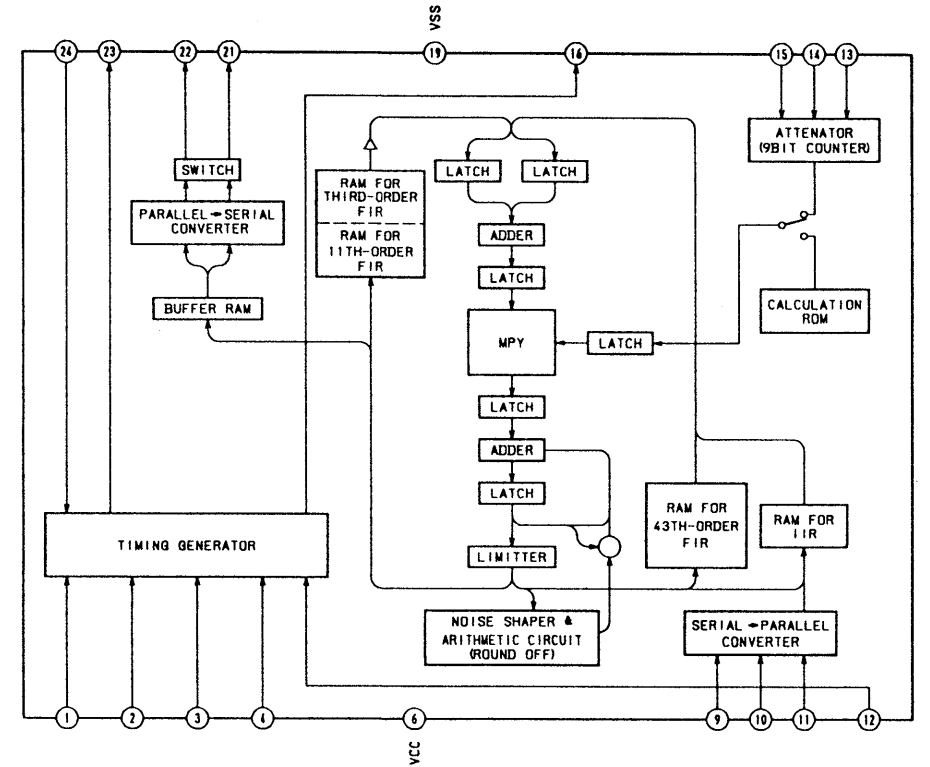 VSS
24
23
22
21
19
16
15
14
13
ATTENATOR
(9BIT COUNTER)
SWITCH
LATCH
LATCH
RAM FOR
THIRD-ORDER
FIR
PARALLEL→SERIAL
CONVERTER
RAM FOR
11TH-ORDER
FIR
ADDER
LATCH
BUFFER RAM
CALCULATION
ROM
MPY
LATCH
LATCH
ADDER
LATCH
RAM FOR
43TH-ORDER
FIR
RAM FOR
IIR
TIMING GENERATOR
LIMITTER
NOISE SHAPER &
ARITHMETIC CIRCUIT
(ROUND OFF)
SERIAL→PARALLEL
CONVERTER
1
2
3
4
6
9
10
11
12
VCC